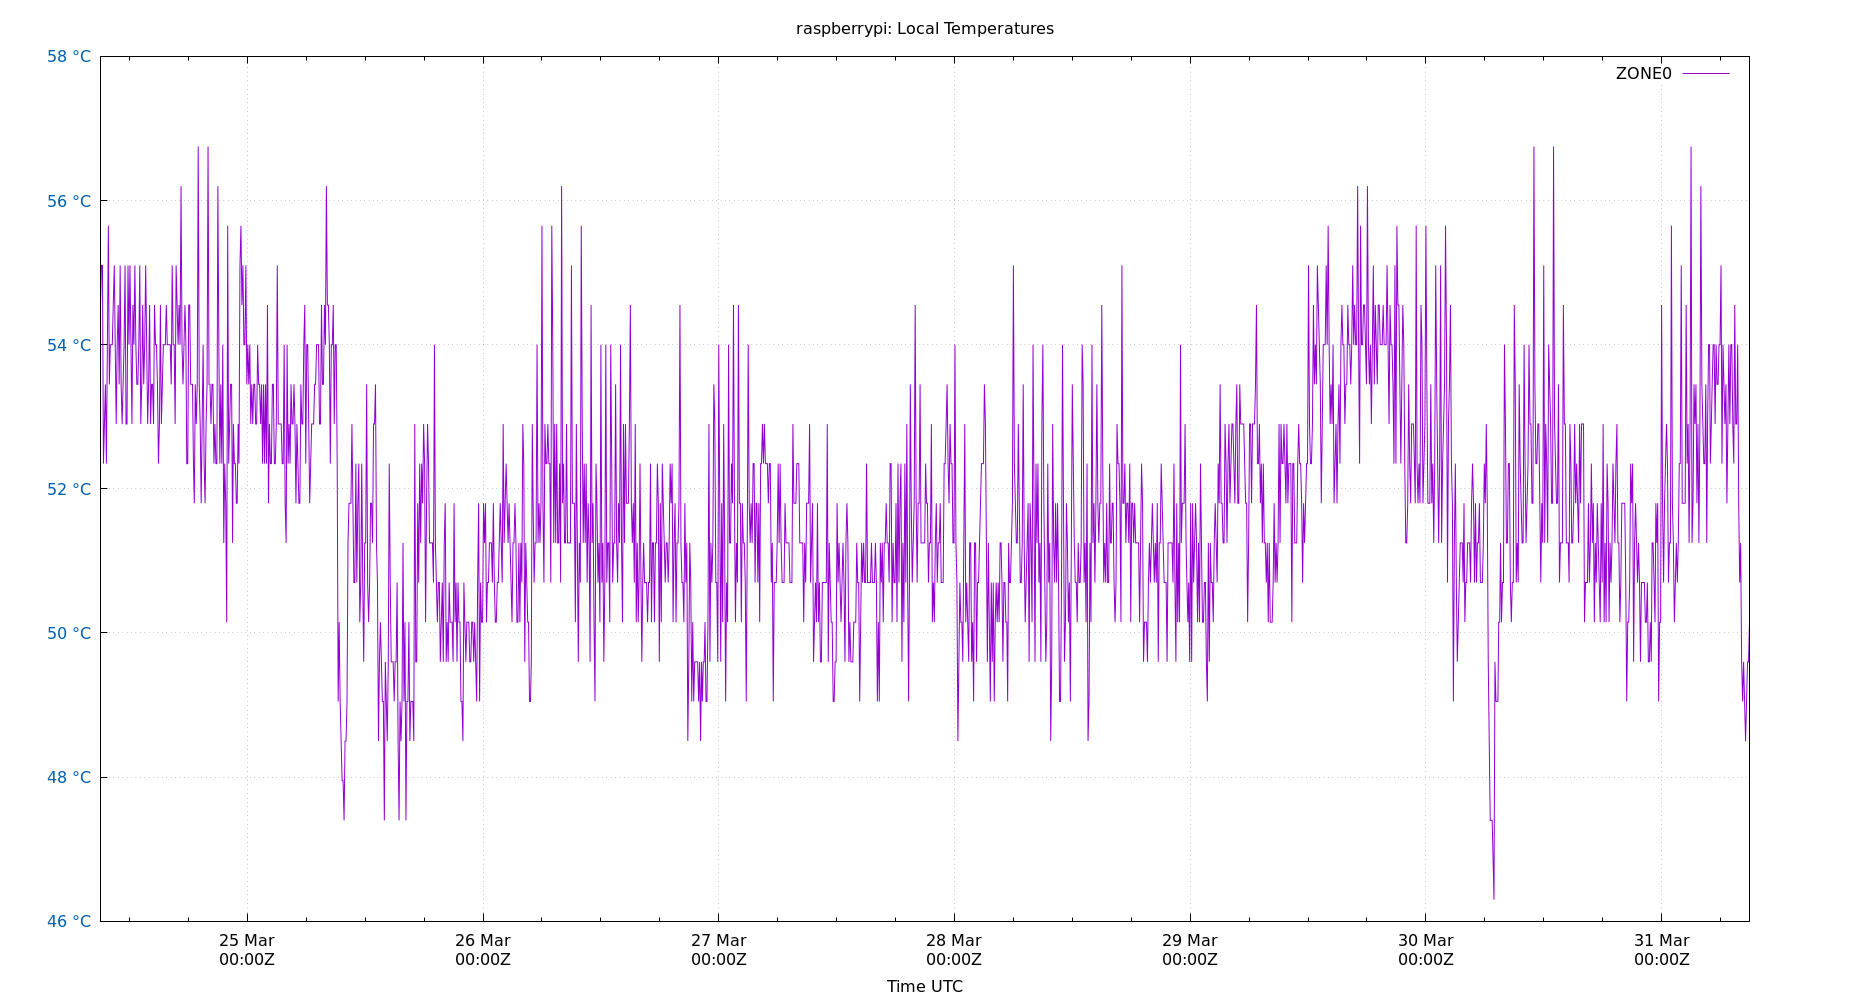 raspberrypi: Local Temperatures
58 °C
ZONE0
56 °C
54 °C
52 °C
50 °C
48 °C
46 °C
25 Mar 26 Mar 27 Mar 28 Mar 29 Mar 30 Mar 31 Mar
00:00Z 00:00Z 00:00Z 00:00Z 00:00Z 00:00Z 00:00Z
Time UTC